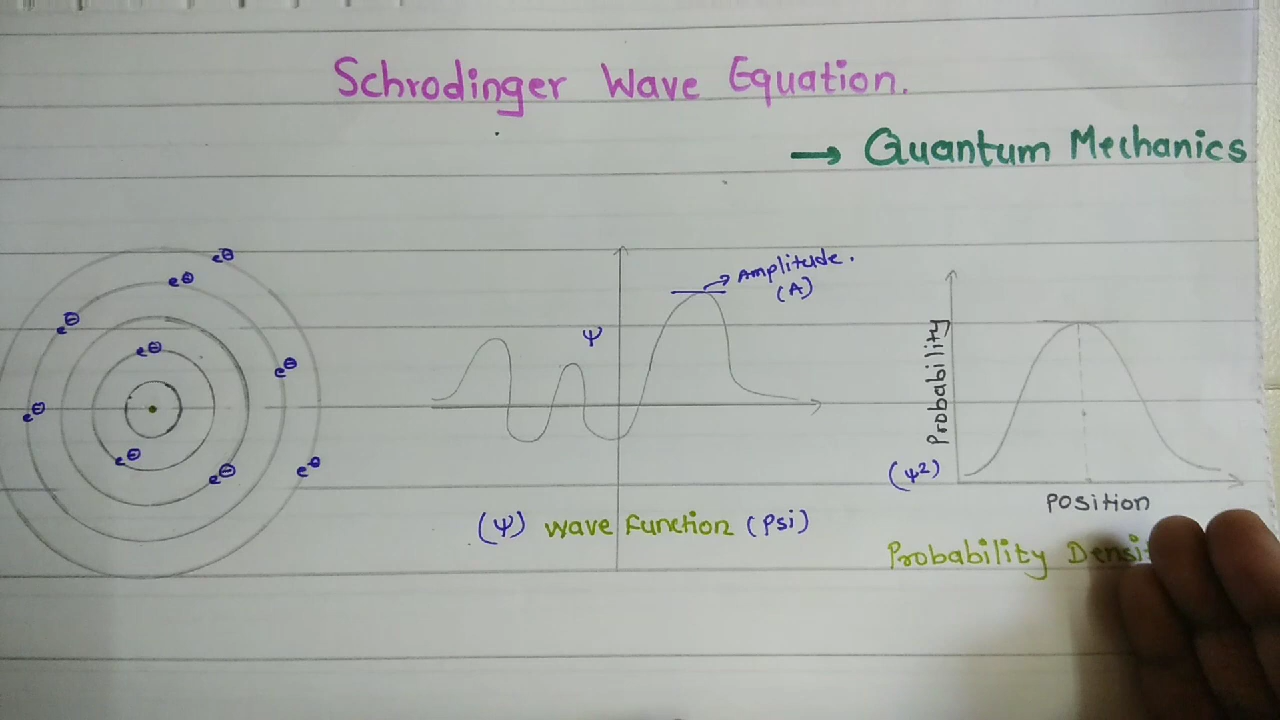 Schrodinger Wave Equation.
→ Quantum Mechanics
e⊖
e⊖
e⊖
e⊖
e⊖
e⊖
e⊖
e⊖
e⊖
Ψ
Amplitude.
(A)
(Ψ) wave function (psi)
Probability
(Ψ2)
Position
Probability